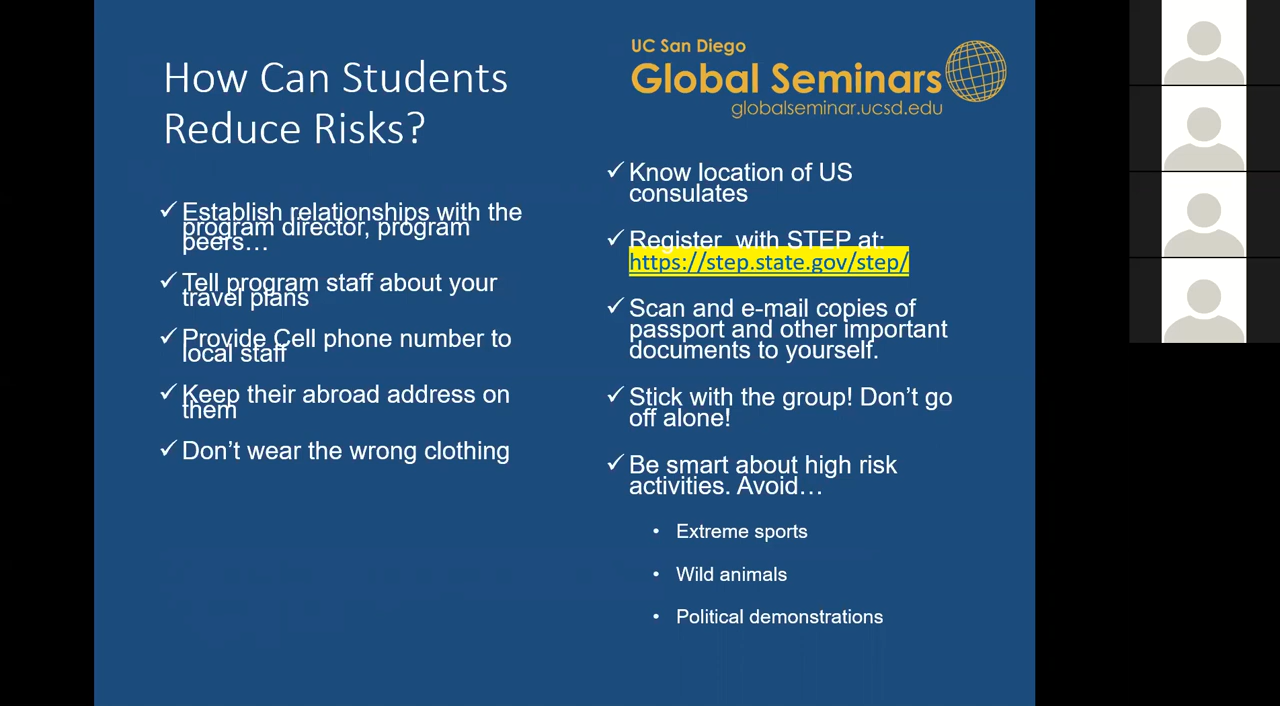 How Can Students
Reduce Risks?
✓ Establish relationships with the
program director, program
peers…
✓ Tell program staff about your
travel plans
✓ Provide Cell phone number to
local staff
✓ Keep their abroad address on
them
✓ Don’t wear the wrong clothing
UC San Diego
Global Seminars
globalseminar.ucsd.edu
✓ Know location of US
consulates
✓ Register  with STEP at:
https://step.state.gov/step/
✓ Scan and e-mail copies of
passport and other important
documents to yourself.
✓ Stick with the group! Don’t go
off alone!
✓ Be smart about high risk
activities. Avoid…
• Extreme sports
• Wild animals
• Political demonstrations